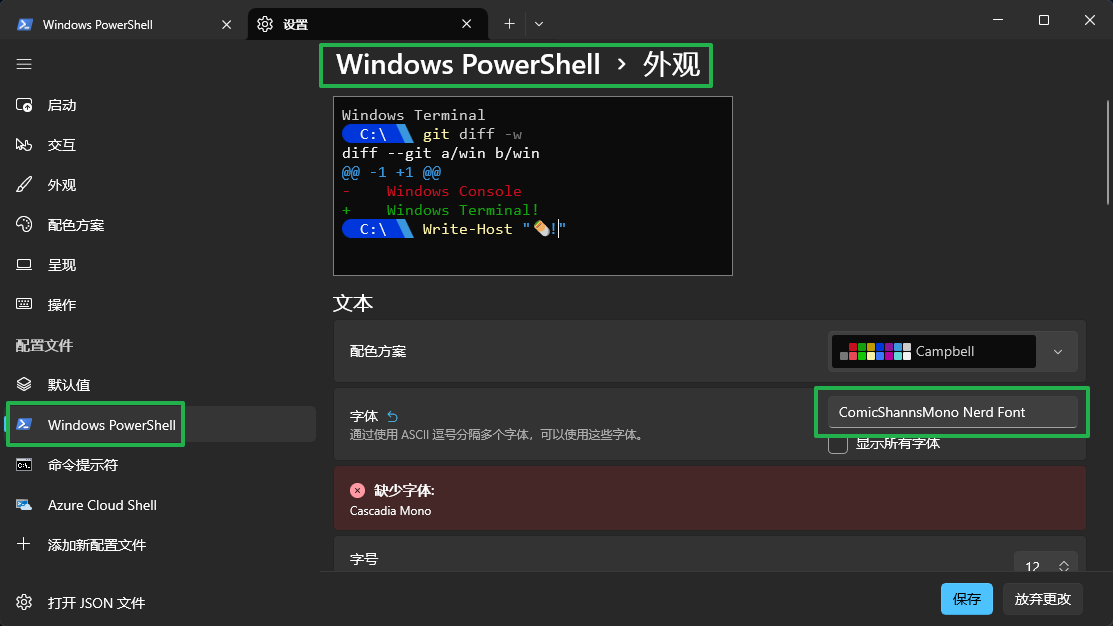 Windows PowerShell
设置
启动
交互
外观
配色方案
呈现
操作
配置文件
默认值
Windows PowerShell
命令提示符
Azure Cloud Shell
添加新配置文件
打开 JSON 文件
Windows PowerShell › 外观
Windows Terminal
C:\ git diff -w
diff --git a/win b/win
@@ -1 +1 @@
- Windows Console
+ Windows Terminal!
C:\ Write-Host "🪶!"
文本
配色方案
Campbell
字体
通过使用 ASCII 逗号分隔多个字体，可以使用这些字体。
ComicShannsMono Nerd Font
显示所有字体
缺少字体:
Cascadia Mono
字号
12
保存
放弃更改